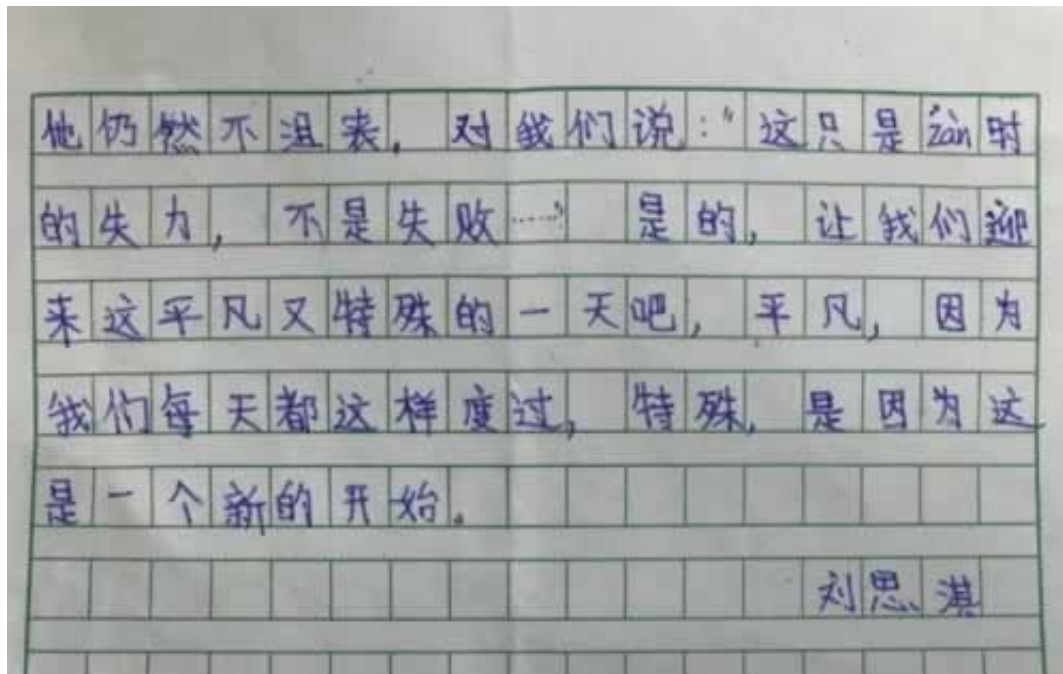 他仍然不沮丧，对我们说：“这只是zàn时
的失力，不是失败……”是的，让我们迎
来这平凡又特殊的一天吧，平凡，因为
我们每天都这样度过，特殊，是因为这
是一个新的开始。
刘思淇